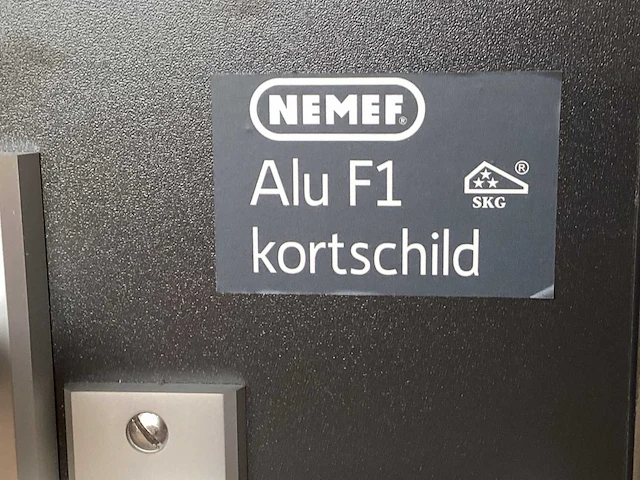 NEMEF®
Alu F1
kortschild
®
SKG